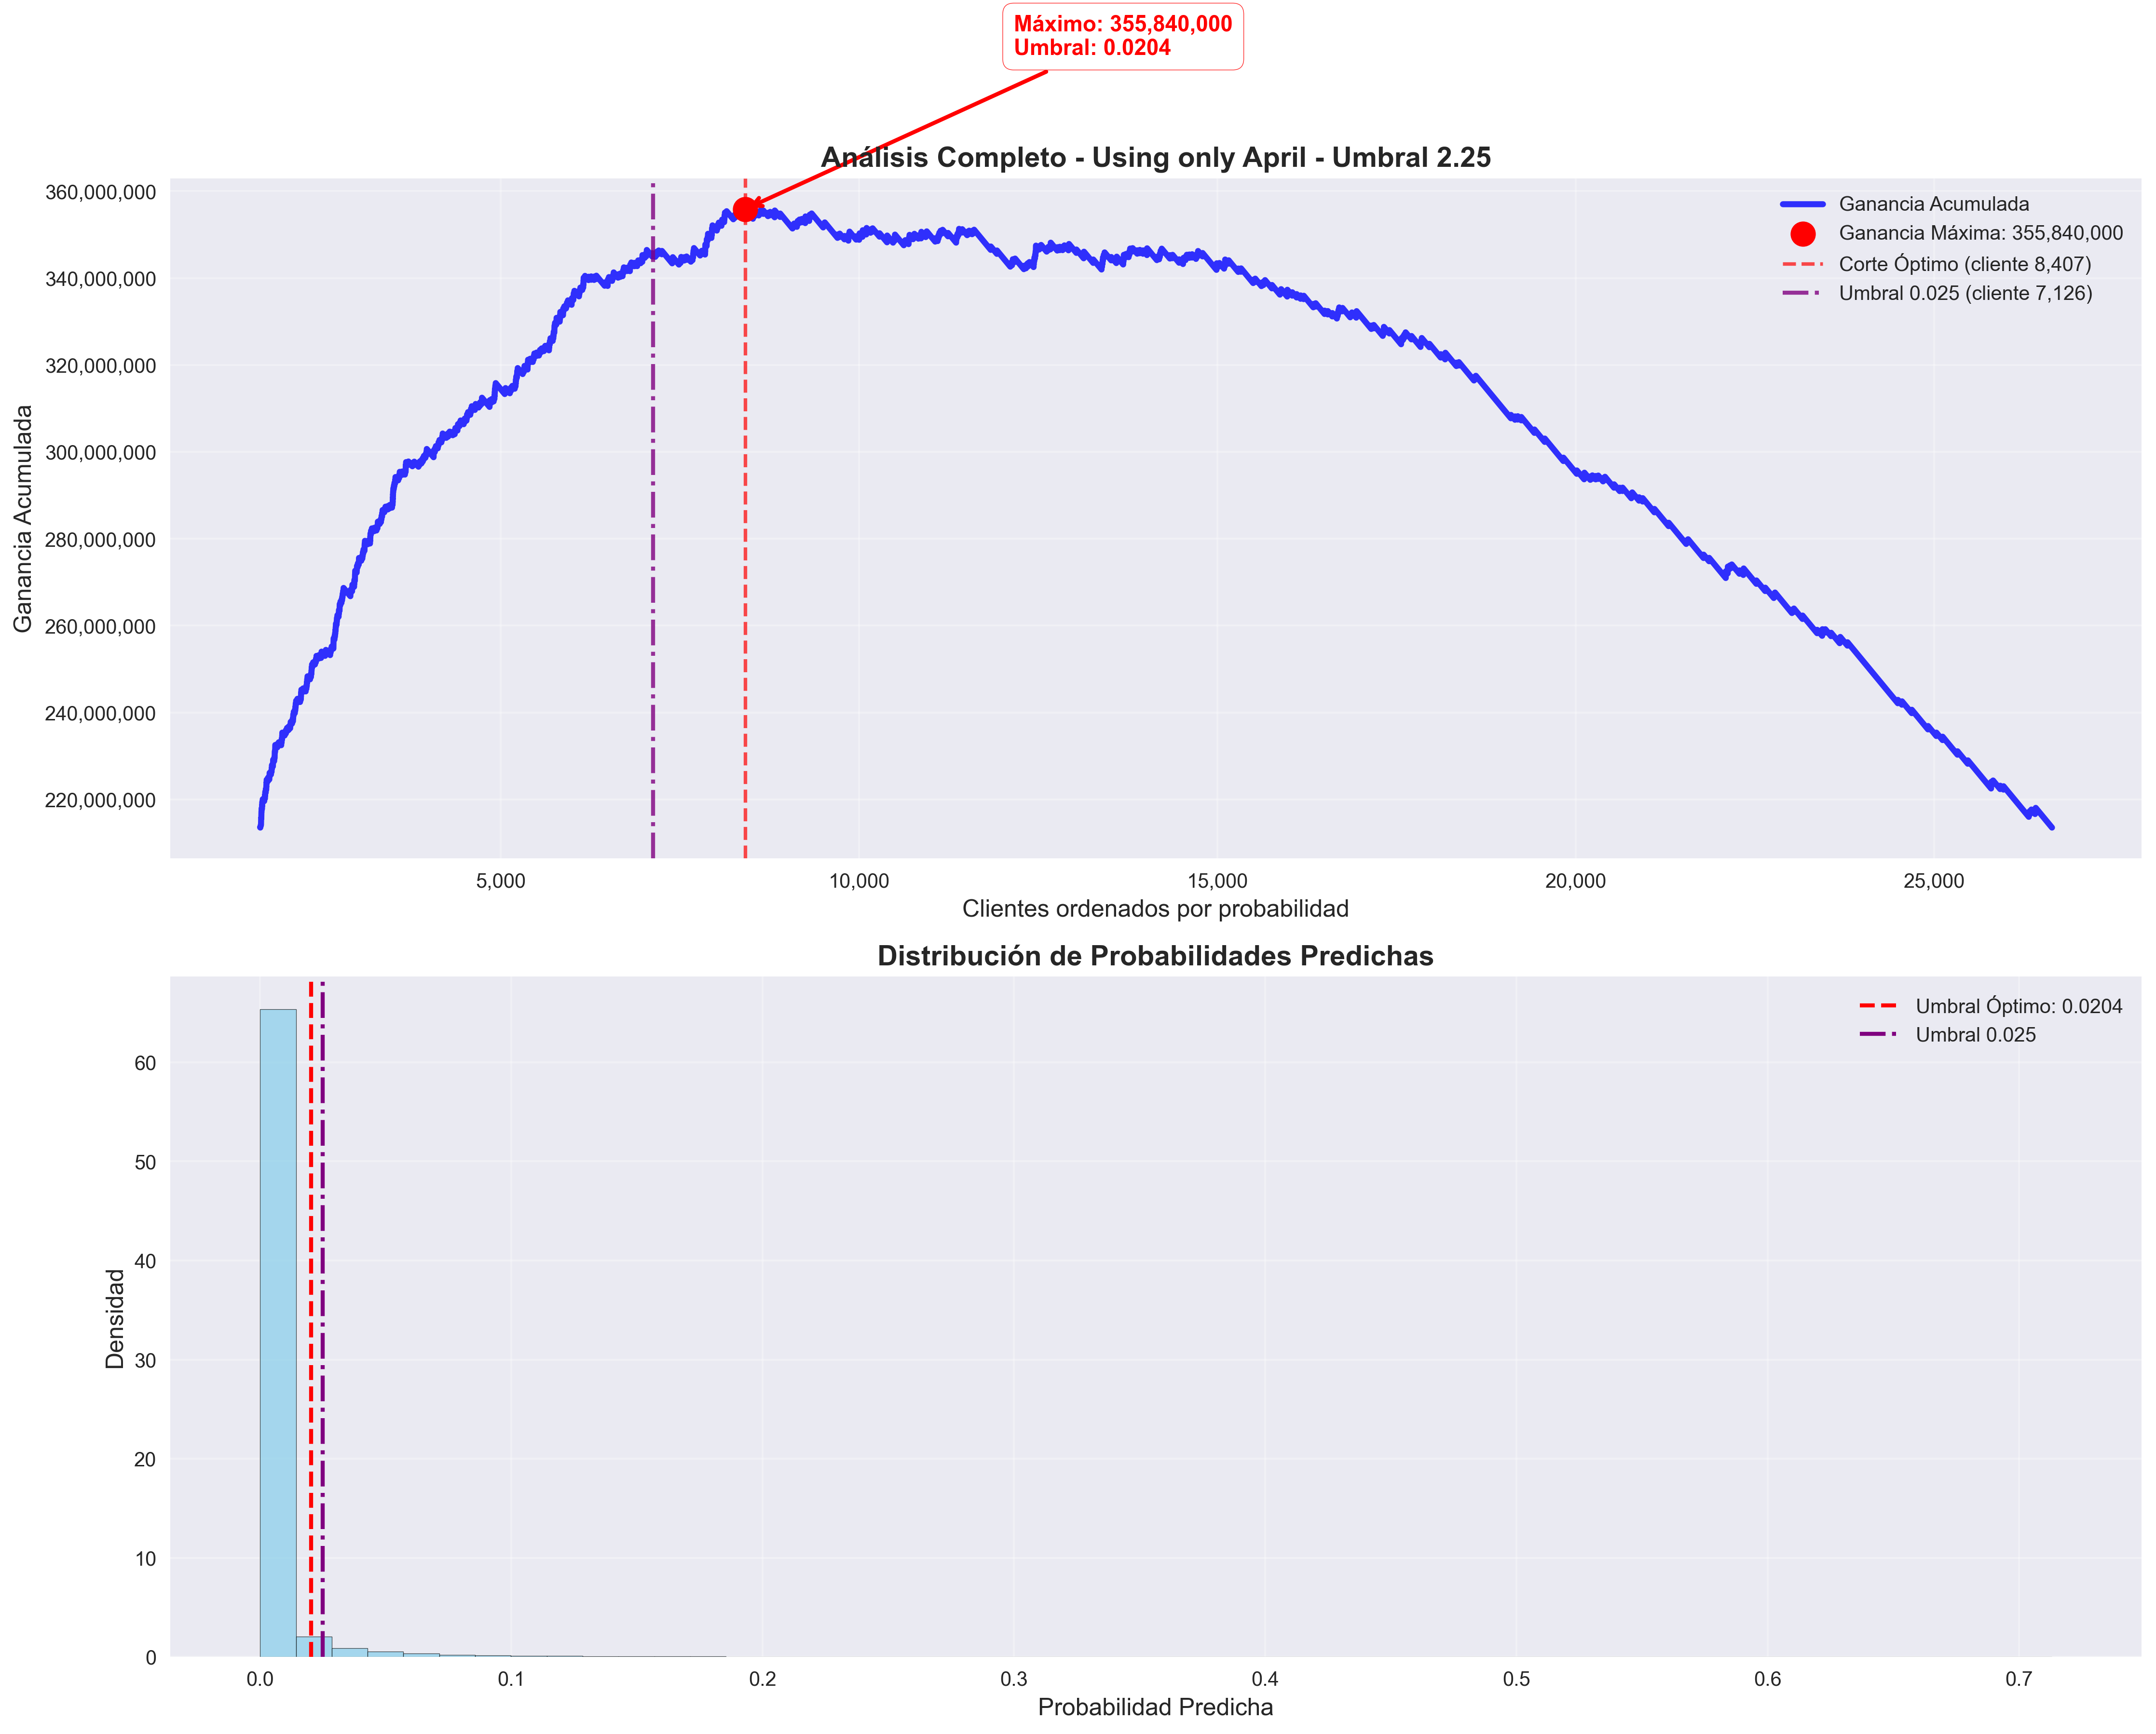 Máximo: 355,840,000
Umbral: 0.0204
Análisis Completo - Using only April - Umbral 2.25
360,000,000
340,000,000
320,000,000
300,000,000
280,000,000
260,000,000
240,000,000
220,000,000
Ganancia Acumulada
Ganancia Acumulada
Ganancia Máxima: 355,840,000
Corte Óptimo (cliente 8,407)
Umbral 0.025 (cliente 7,126)
5,000 10,000 15,000 20,000 25,000
Clientes ordenados por probabilidad
Distribución de Probabilidades Predichas
Umbral Óptimo: 0.0204
Umbral 0.025
60
50
40
30
20
10
0
Densidad
0.0 0.1 0.2 0.3 0.4 0.5 0.6 0.7
Probabilidad Predicha